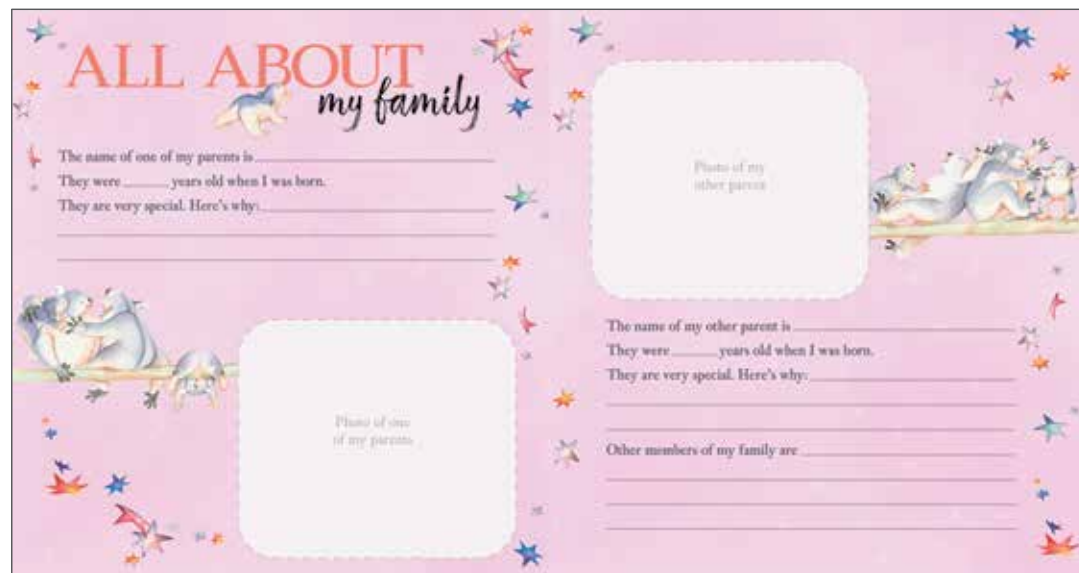 ALL ABOUT
my family
The name of one of my parents is
They were years old when I was born.
They are very special. Here's why:
Photo of one
of my parents
Photo of my
other parent
The name of my other parent is
They were years old when I was born.
They are very special. Here's why:
Other members of my family are